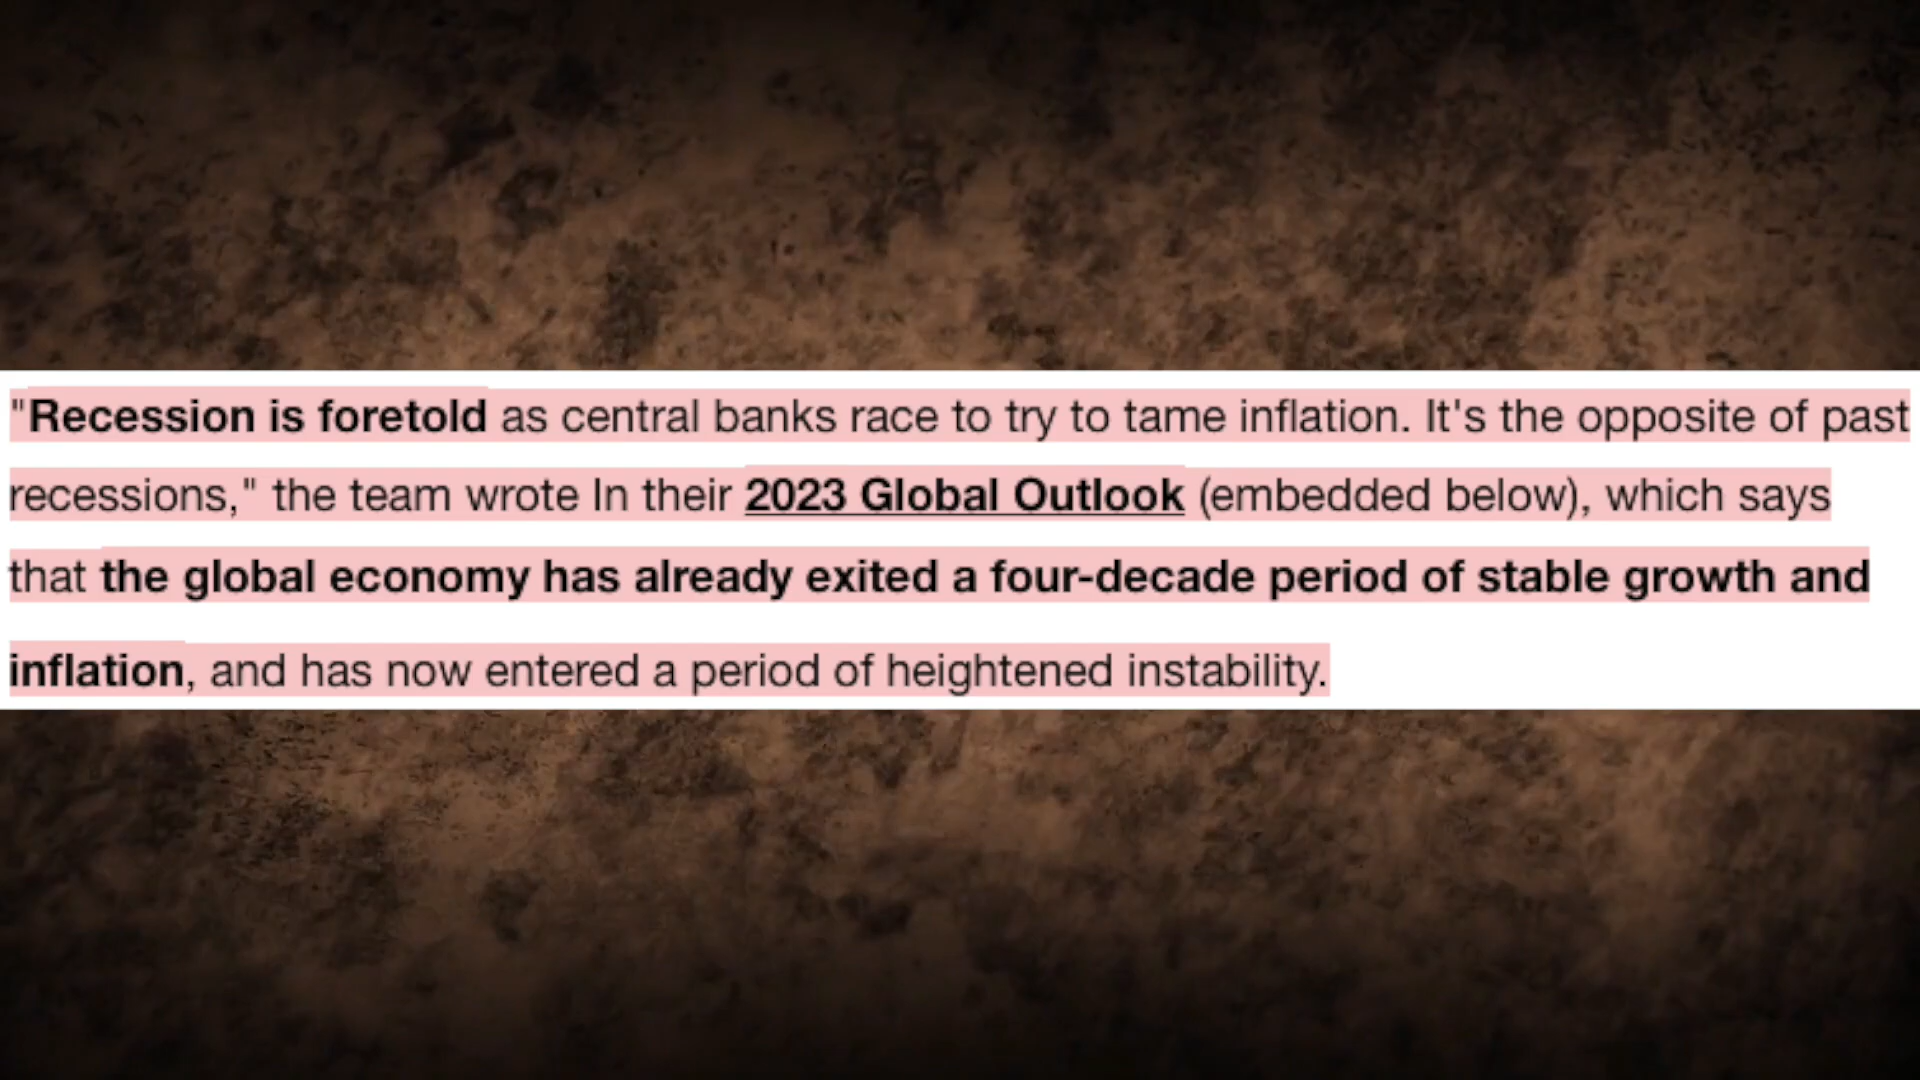 "Recession is foretold as central banks race to try to tame inflation. It's the opposite of past
recessions," the team wrote In their 2023 Global Outlook (embedded below), which says
that the global economy has already exited a four-decade period of stable growth and
inflation, and has now entered a period of heightened instability.